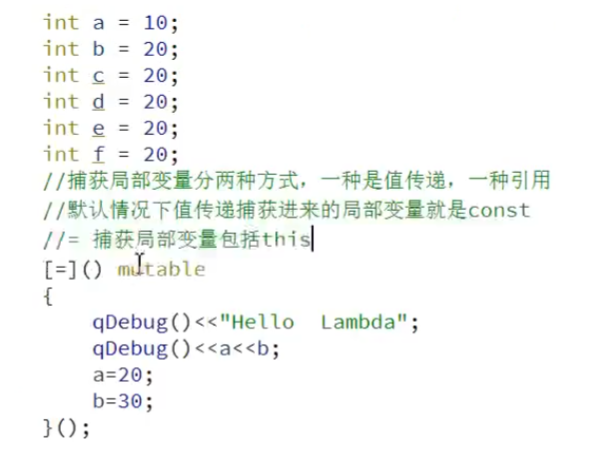 int a = 10;
int b = 20;
int c = 20;
int d = 20;
int e = 20;
int f = 20;
//捕获局部变量分两种方式，一种是值传递，一种引用
//默认情况下值传递捕获进来的局部变量就是const
//= 捕获局部变量包括this
[=]() mutable
{
    qDebug()<<"Hello  Lambda";
    qDebug()<<a<<b;
    a=20;
    b=30;
}();